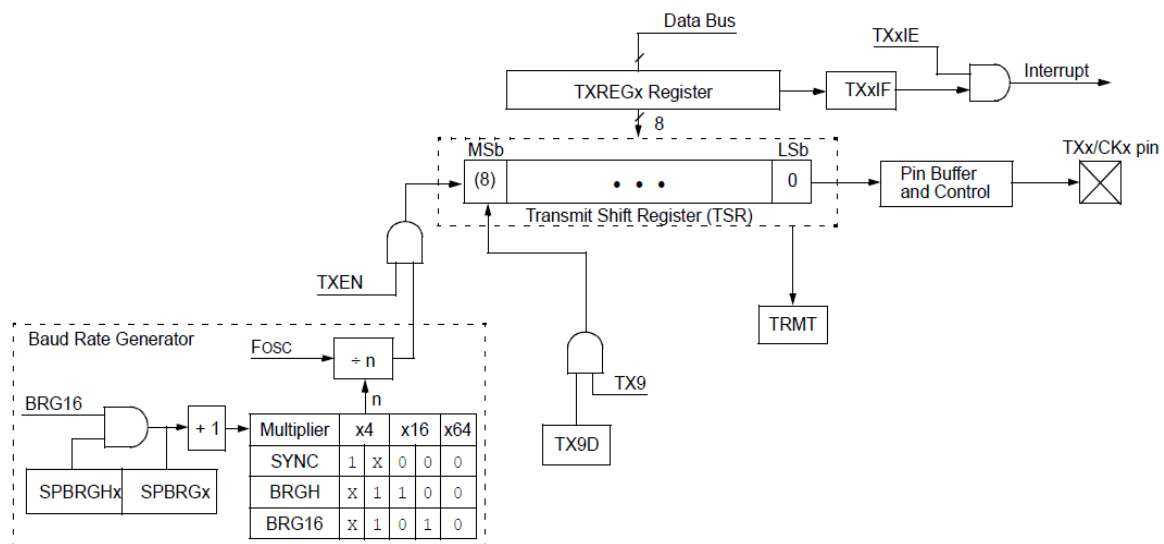 Data Bus
TXxIE
Interrupt
TXREGx Register
TXxIF
8
MSb
LSb
TXx/CKx pin
(8)
• • •
0
Pin Buffer
and Control
Transmit Shift Register (TSR)
TXEN
TRMT
Baud Rate Generator
FOSC
÷ n
TX9
n
BRG16
+ 1
Multiplier x4 x16 x64
TX9D
SYNC 1 X 0 0 0
SPBRGHx SPBRGx
BRGH X 1 1 0 0
BRG16 X 1 0 1 0